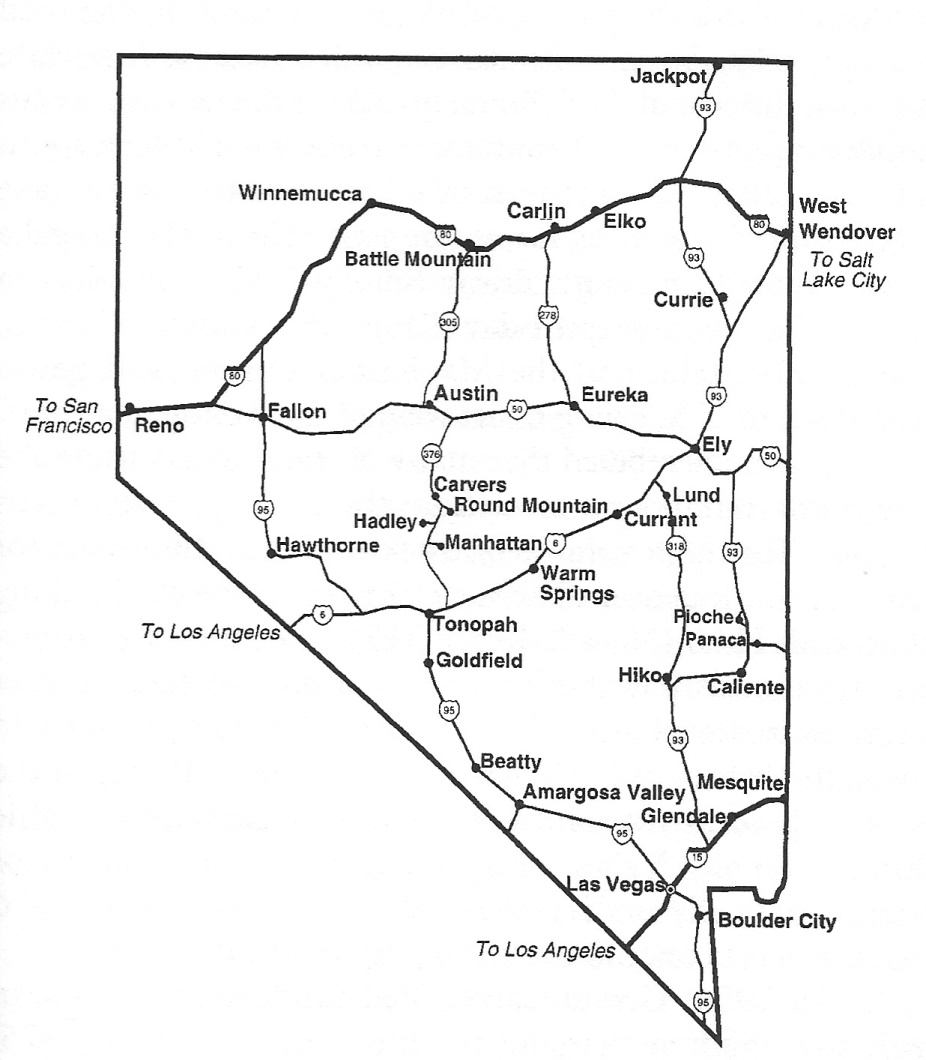 Jackpot
93
Winnemucca
Carlin
Elko
West
Wendover
80
80
To Salt
Lake City
Battle Mountain
93
Currie
305
278
80
93
To San
Francisco
Reno
Fallon
Austin
50
Eureka
Ely
50
376
Carvers
Round Mountain
Lund
Currant
95
Hadley
Hawthorne
Manhattan
6
318
93
Warm
Springs
6
To Los Angeles
Tonopah
Pioche
Panaca
Goldfield
Hiko
Caliente
95
93
Beatty
Mesquite
Amargosa Valley
Glendale
95
15
Las Vegas
Boulder City
To Los Angeles
95